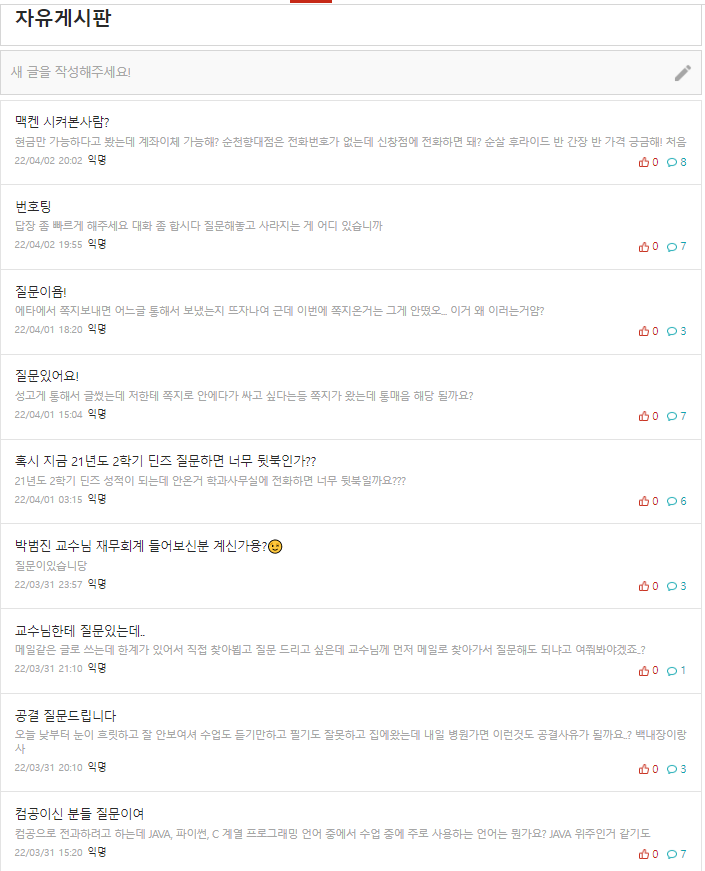 자유게시판
새 글을 작성해주세요!
맥켄 시켜본사람?
현금만 가능하다고 봤는데 계좌이체 가능해? 순천향대점은 전화번호가 없는데 신창점에 전화하면 돼? 순살 후라이드 반 간장 반 가격 궁금해! 처음
22/04/02 20:02 익명 0 8
번호팅
답장 좀 빠르게 해주세요 대화 좀 합시다 질문해놓고 사라지는 게 어디 있습니까
22/04/02 19:55 익명 0 7
질문이욤!
에타에서 쪽지보내면 어느글 통해서 보냈는지 뜨자나여 근데 이번에 쪽지온거는 그게 안떴오... 이거 왜 이러는거얌?
22/04/01 18:20 익명 0 3
질문있어요!
성고게 통해서 글썼는데 저한테 쪽지로 안에다가 싸고 싶다는등 쪽지가 왔는데 통매음 해당 될까요?
22/04/01 15:04 익명 0 7
혹시 지금 21년도 2학기 딘즈 질문하면 너무 뒷북인가??
21년도 2학기 딘즈 성적이 되는데 안온거 학과사무실에 전화하면 너무 뒷북일까요???
22/04/01 03:15 익명 0 6
박범진 교수님 재무회계 들어보신분 계신가용?😉
질문이있습니당
22/03/31 23:57 익명 0 3
교수님한테 질문있는데..
메일같은 글로 쓰는데 한계가 있어서 직접 찾아뵙고 질문 드리고 싶은데 교수님께 먼저 메일로 찾아가서 질문해도 되냐고 여쭤봐야겠죠..?
22/03/31 21:10 익명 0 1
공결 질문드립니다
오늘 낮부터 눈이 흐릿하고 잘 안보여셔 수업도 듣기만하고 필기도 잘못하고 집에왔는데 내일 병원가면 이런것도 공결사유가 될까요..? 백내장이랑
사
22/03/31 20:10 익명 0 3
컴공이신 분들 질문이여
컴공으로 전과하려고 하는데 JAVA, 파이썬, C 계열 프로그래밍 언어 중에서 수업 중에 주로 사용하는 언어는 뭔가요? JAVA 위주인거 같기도
22/03/31 15:20 익명 0 7